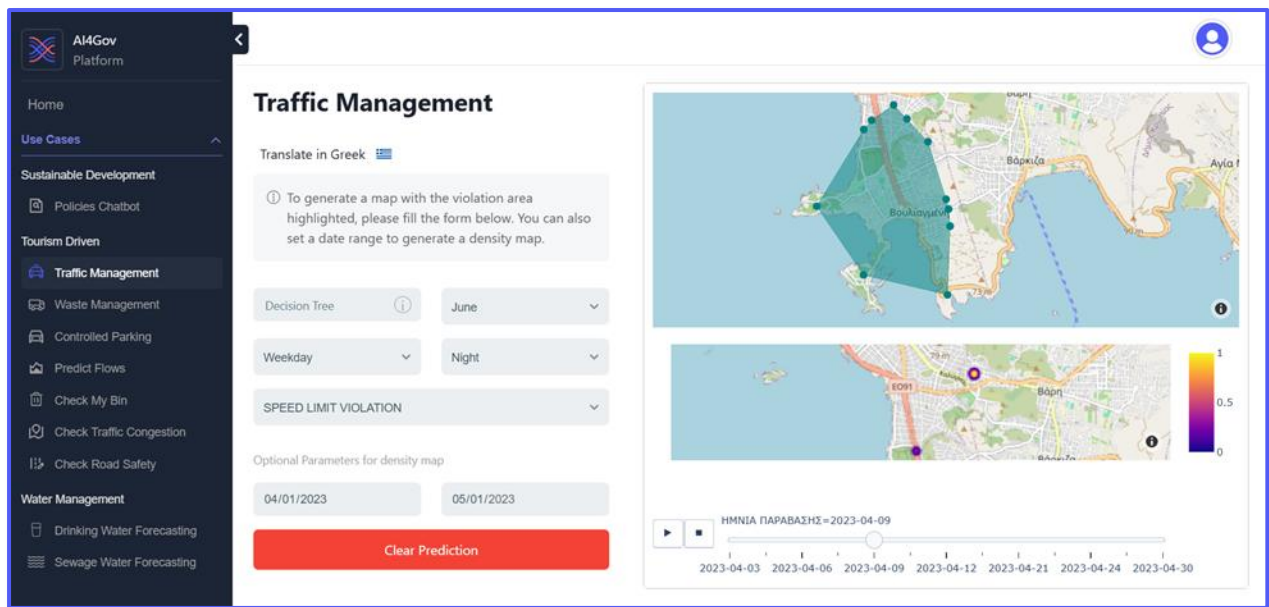 AI4Gov
Platform
Home
Use Cases
Sustainable Development
Policies Chatbot
Tourism Driven
Traffic Management
Waste Management
Controlled Parking
Predict Flows
Check My Bin
Check Traffic Congestion
Check Road Safety
Water Management
Drinking Water Forecasting
Sewage Water Forecasting
Traffic Management
Translate in Greek
To generate a map with the violation area
highlighted, please fill the form below. You can also
set a date range to generate a density map.
Decision Tree
June
Weekday
Night
SPEED LIMIT VIOLATION
Optional Parameters for density map
04/01/2023
05/01/2023
Clear Prediction
Βάρκιζα
Αγία
Βουλιαγμένη
ΕΟ91
Βάρη
1
0.5
0
ΗΜΝΙΑ ΠΑΡΑΒΑΣΗΣ=2023-04-09
2023-04-03 2023-04-06 2023-04-09 2023-04-12 2023-04-21 2023-04-24 2023-04-30